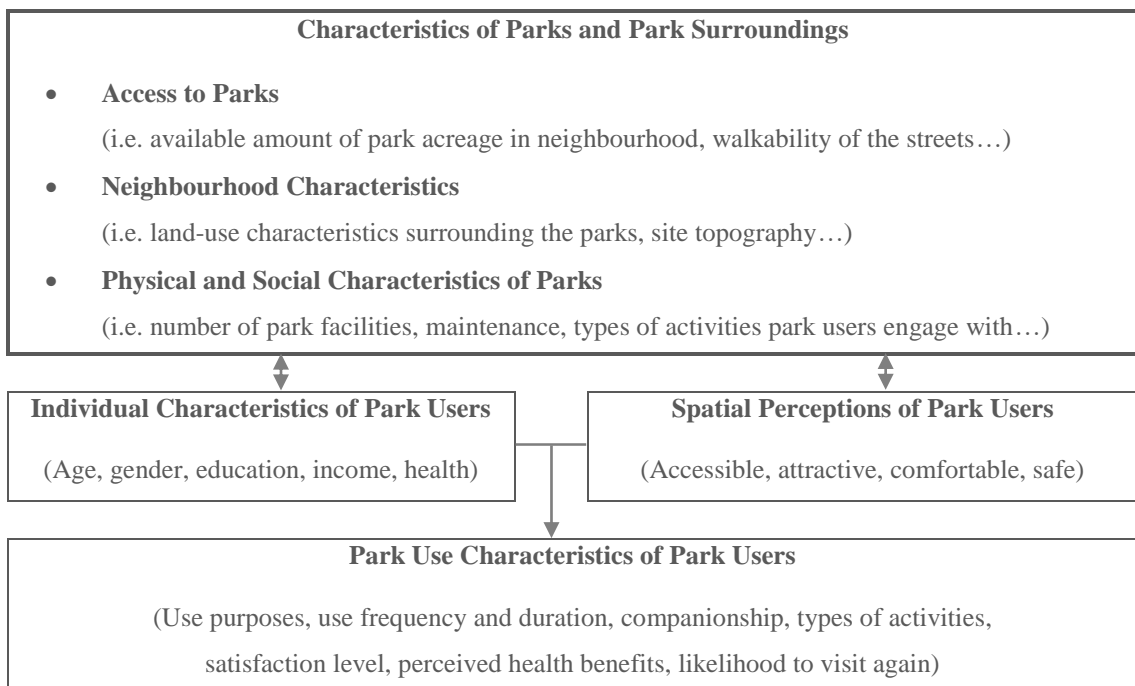 Characteristics of Parks and Park Surroundings
• Access to Parks
(i.e. available amount of park acreage in neighbourhood, walkability of the streets…)
• Neighbourhood Characteristics
(i.e. land-use characteristics surrounding the parks, site topography…)
• Physical and Social Characteristics of Parks
(i.e. number of park facilities, maintenance, types of activities park users engage with…)
Individual Characteristics of Park Users
(Age, gender, education, income, health)
Spatial Perceptions of Park Users
(Accessible, attractive, comfortable, safe)
Park Use Characteristics of Park Users
(Use purposes, use frequency and duration, companionship, types of activities,
satisfaction level, perceived health benefits, likelihood to visit again)